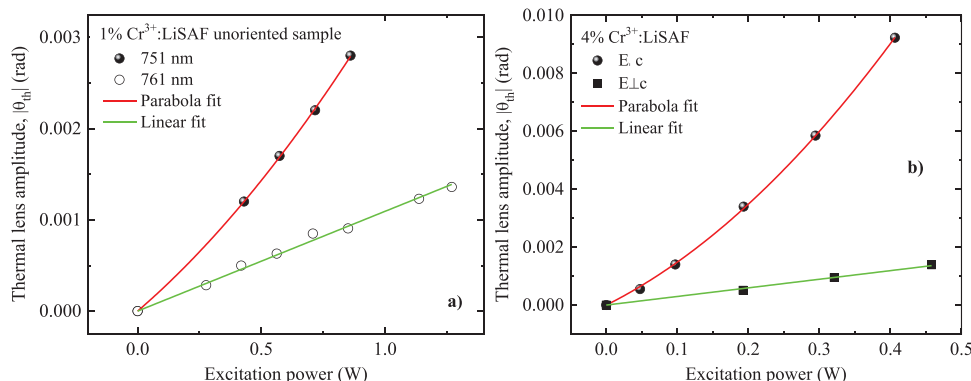 1% Cr³⁺:LiSAF unoriented sample
751 nm
761 nm
Parabola fit
Linear fit
a)
0.003
0.002
0.001
0.000
Thermal lens amplitude, |θth| (rad)
0.0
0.5
1.0
Excitation power (W)
4% Cr³⁺:LiSAF
E c
E⊥c
Parabola fit
Linear fit
b)
0.010
0.008
0.006
0.004
0.002
0.000
Thermal lens amplitude, |θth| (rad)
0.0
0.1
0.2
0.3
0.4
0.5
Excitation power (W)